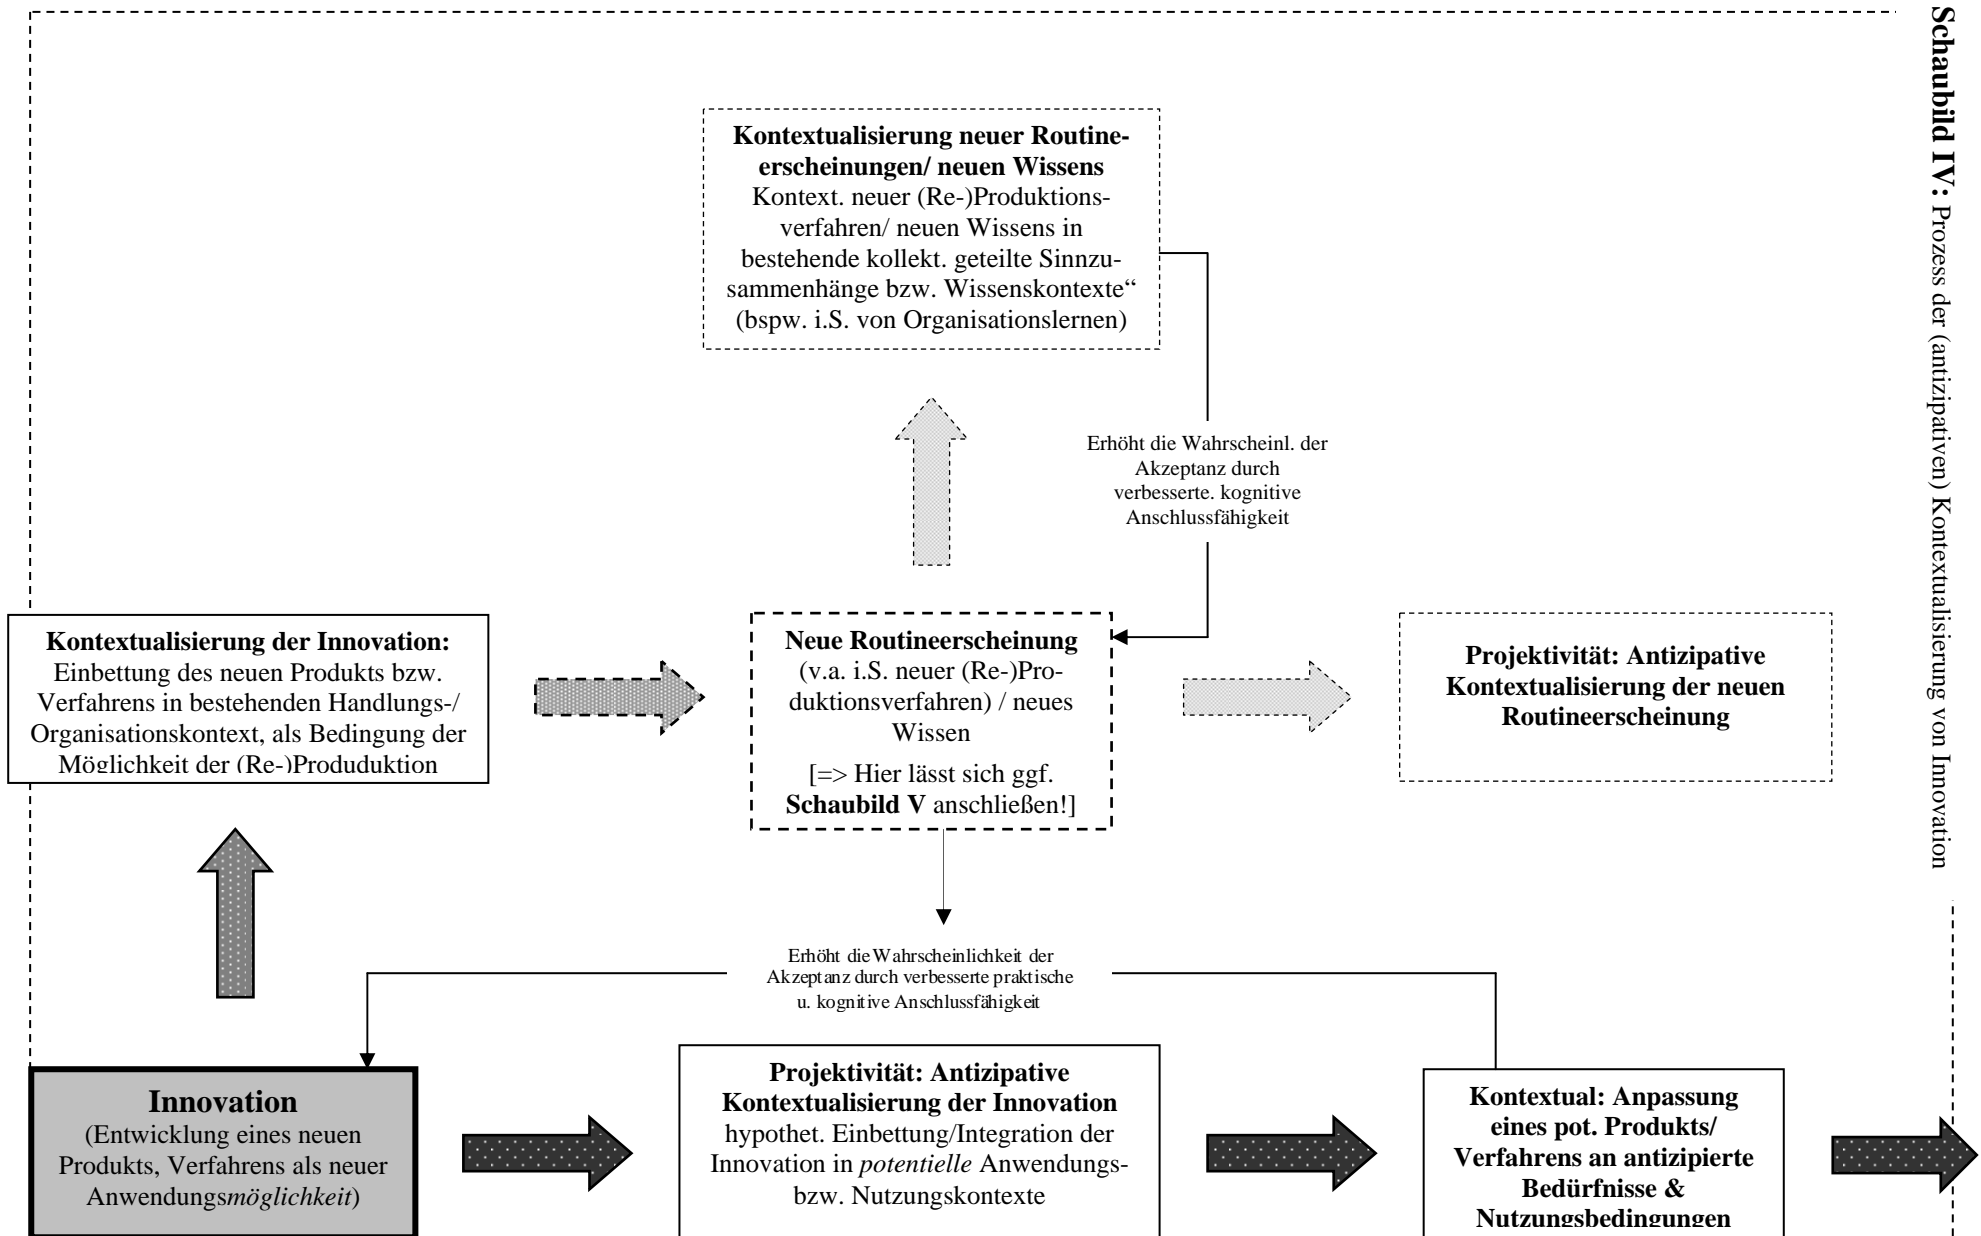 Schaubild IV: Prozess der (antizipativen) Kontextualisierung von Innovation
Kontextualisierung neuer Routine-
erscheinungen/ neuen Wissens
Kontext. neuer (Re-)Produktions-
verfahren/ neuen Wissens in
bestehende kollekt. geteilte Sinnzu-
sammenhänge bzw. Wissenskontexte“
(bspw. i.S. von Organisationslernen)
Erhöht die Wahrscheinl. der
Akzeptanz durch
verbesserte. kognitive
Anschlussfähigkeit
Kontextualisierung der Innovation:
Einbettung des neuen Produkts bzw.
Verfahrens in bestehenden Handlungs-/
Organisationskontext, als Bedingung der
Möglichkeit der (Re-)Produduktion
Neue Routineerscheinung
(v.a. i.S. neuer (Re-)Pro-
duktionsverfahren) / neues
Wissen
[=> Hier lässt sich ggf.
Schaubild V anschließen!]
Projektivität: Antizipative
Kontextualisierung der neuen
Routineerscheinung
Erhöht die Wahrscheinlichkeit der
Akzeptanz durch verbesserte praktische
u. kognitive Anschlussfähigkeit
Innovation
(Entwicklung eines neuen
Produkts, Verfahrens als neuer
Anwendungsmöglichkeit)
Projektivität: Antizipative
Kontextualisierung der Innovation
hypothet. Einbettung/Integration der
Innovation in potentielle Anwendungs-
bzw. Nutzungskontexte
Kontextual: Anpassung
eines pot. Produkts/
Verfahrens an antizipierte
Bedürfnisse &
Nutzungsbedingungen